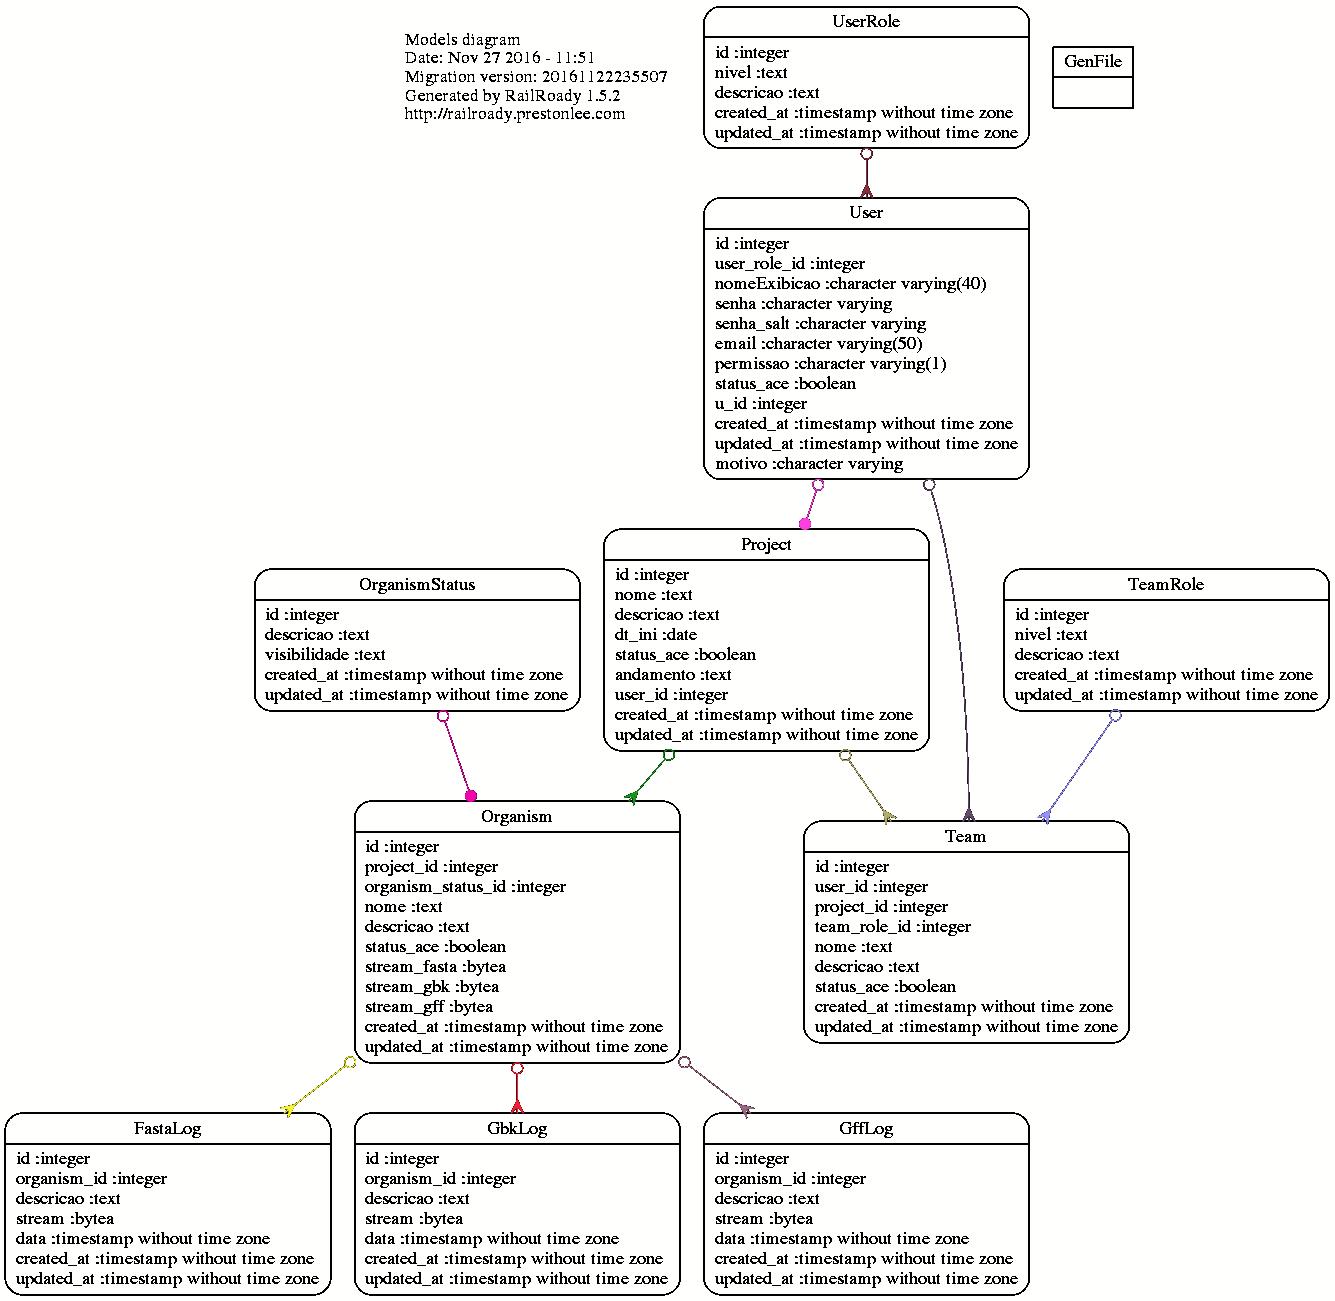 Models diagram
Date: Nov 27 2016 - 11:51
Migration version: 20161122235507
Generated by RailRoady 1.5.2
http://railroady.prestonlee.com
UserRole
id :integer
nivel :text
descricao :text
created_at :timestamp without time zone
updated_at :timestamp without time zone
GenFile
User
id :integer
user_role_id :integer
nomeExibicao :character varying(40)
senha :character varying
senha_salt :character varying
email :character varying(50)
permissao :character varying(1)
status_ace :boolean
u_id :integer
created_at :timestamp without time zone
updated_at :timestamp without time zone
motivo :character varying
Project
id :integer
nome :text
descricao :text
dt_ini :date
status_ace :boolean
andamento :text
user_id :integer
created_at :timestamp without time zone
updated_at :timestamp without time zone
OrganismStatus
id :integer
descricao :text
visibilidade :text
created_at :timestamp without time zone
updated_at :timestamp without time zone
TeamRole
id :integer
nivel :text
descricao :text
created_at :timestamp without time zone
updated_at :timestamp without time zone
Organism
id :integer
project_id :integer
organism_status_id :integer
nome :text
descricao :text
status_ace :boolean
stream_fasta :bytea
stream_gbk :bytea
stream_gff :bytea
created_at :timestamp without time zone
updated_at :timestamp without time zone
Team
id :integer
user_id :integer
project_id :integer
team_role_id :integer
nome :text
descricao :text
status_ace :boolean
created_at :timestamp without time zone
updated_at :timestamp without time zone
FastaLog
id :integer
organism_id :integer
descricao :text
stream :bytea
data :timestamp without time zone
created_at :timestamp without time zone
updated_at :timestamp without time zone
GbkLog
id :integer
organism_id :integer
descricao :text
stream :bytea
data :timestamp without time zone
created_at :timestamp without time zone
updated_at :timestamp without time zone
GffLog
id :integer
organism_id :integer
descricao :text
stream :bytea
data :timestamp without time zone
created_at :timestamp without time zone
updated_at :timestamp without time zone